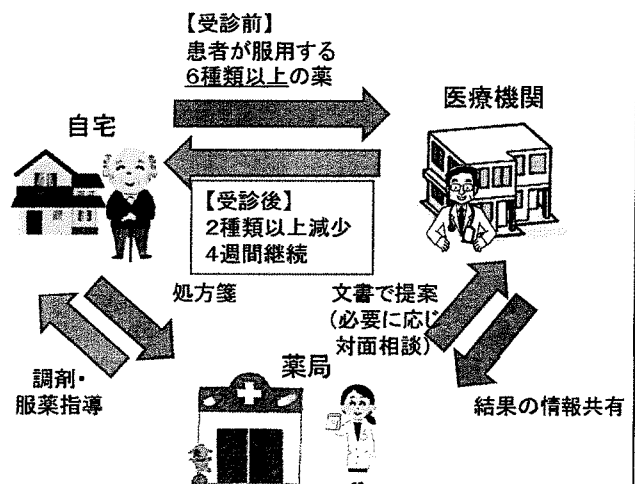 【受診前】
患者が服用する
6種類以上の薬
医療機関
自宅
【受診後】
2種類以上減少
4週間継続
処方箋
文書で提案
(必要に応じ
対面相談)
薬局
調剤・
服薬指導
結果の情報共有